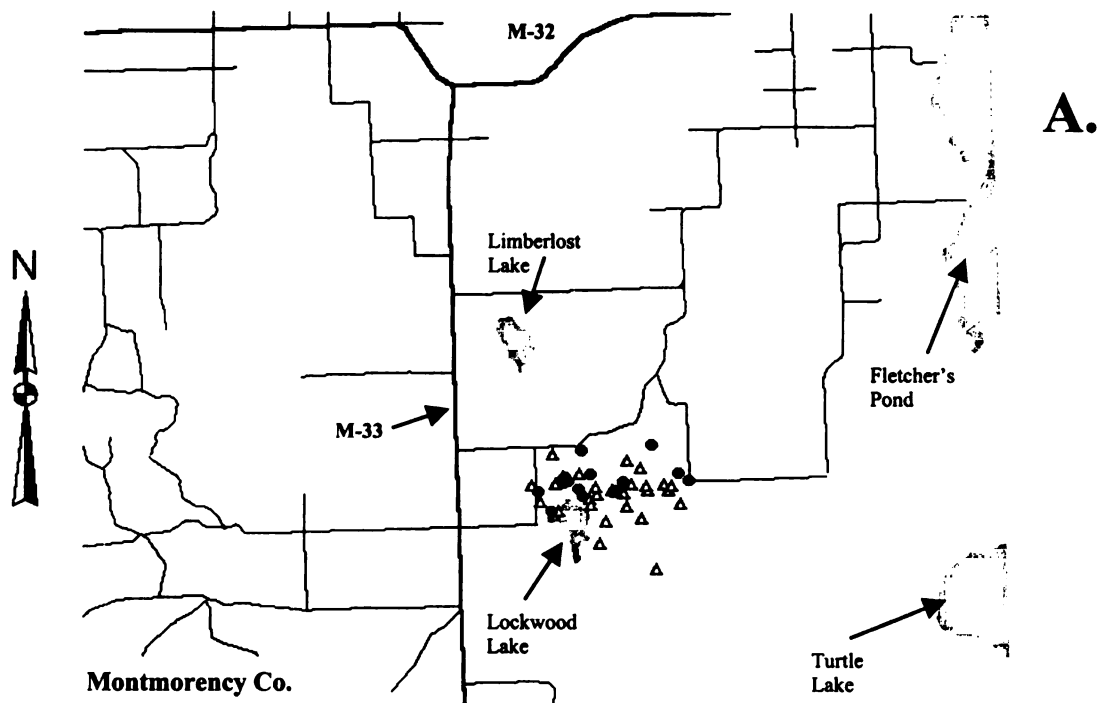 M-32
A.
N
Limberlost
Lake
Fletcher's
Pond
M-33
Lockwood
Lake
Turtle
Lake
Montmorency Co.